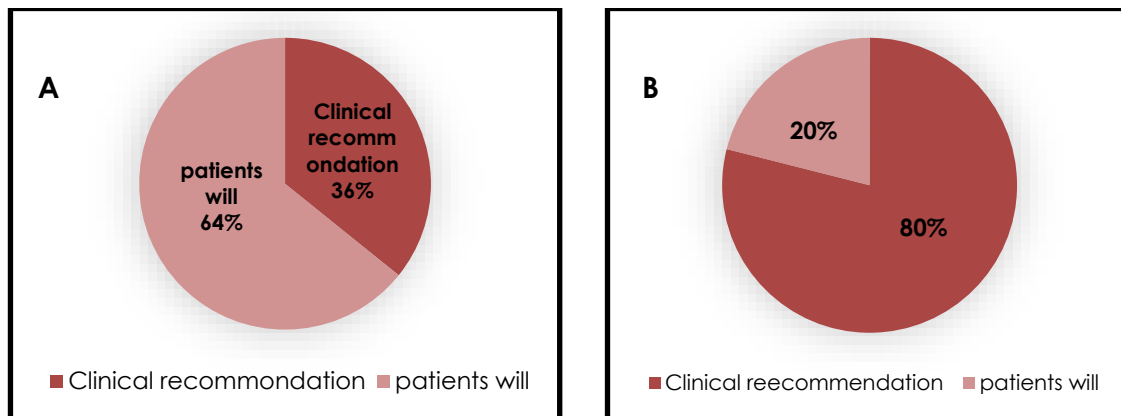 A
Clinical
recomm
ondation
36%
patients
will
64%
Clinical recommondation patients will
B
20%
80%
Clinical reecommendation patients will